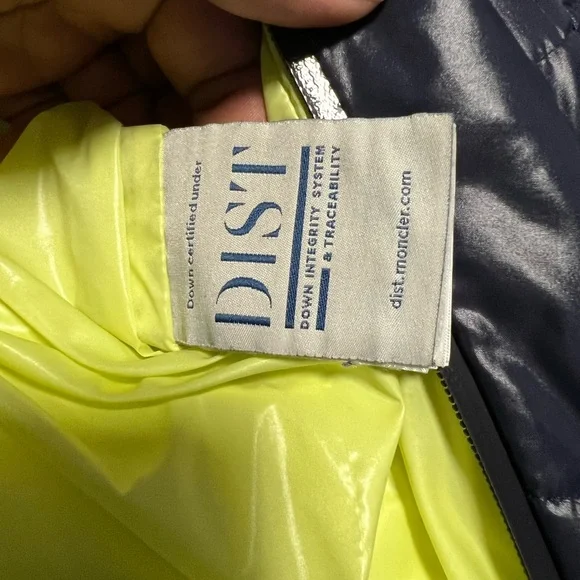 Down certified under
DIST
DOWN INTEGRITY SYSTEM
& TRACEABILITY
dist.moncler.com